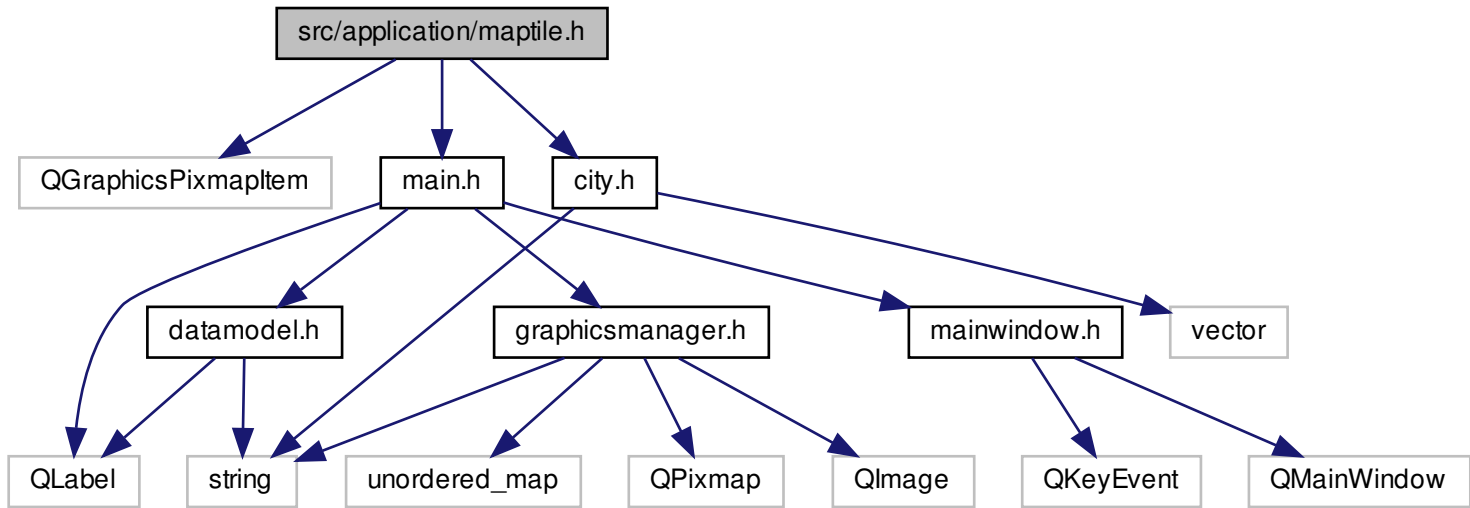 src/application/maptile.h
QGraphicsPixmapItem
main.h
city.h
datamodel.h
graphicsmanager.h
mainwindow.h
vector
QLabel
string
unordered_map
QPixmap
QImage
QKeyEvent
QMainWindow